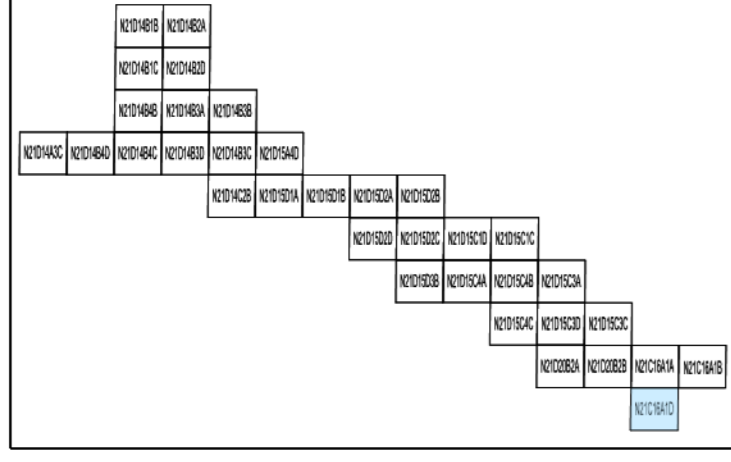 N21D14B1B N21D14B2A
N21D14B1C N21D14B2D
N21D14B4B N21D14B3A N21D14B3B
N21D14A3C N21D14B4D N21D14B4C N21D14B3D N21D14B3C N21D15A4D
N21D14C2B N21D15D1A N21D15D1B N21D15D2A N21D15D2B
N21D15D2D N21D15D2C N21D15C1D N21D15C1C
N21D15D3B N21D15C4A N21D15C4B N21D15C3A
N21D15C4C N21D15C3D N21D15C3C
N21D20B2A N21D20B2B N21C16A1A N21C16A1B
N21C16A1D